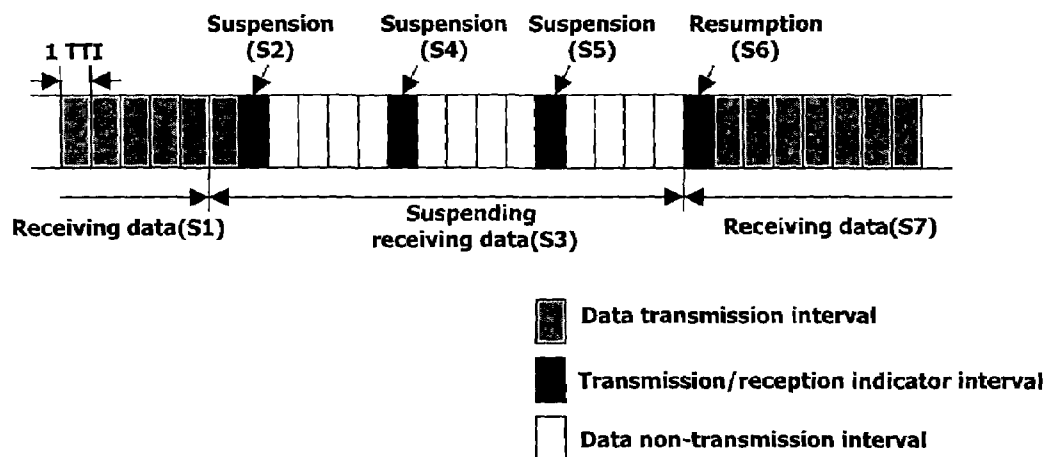 Suspension
(S2)
Suspension
(S4)
Suspension
(S5)
Resumption
(S6)
1 TTI
Receiving data(S1)
Suspending
receiving data(S3)
Receiving data(S7)
Data transmission interval
Transmission/reception indicator interval
Data non-transmission interval